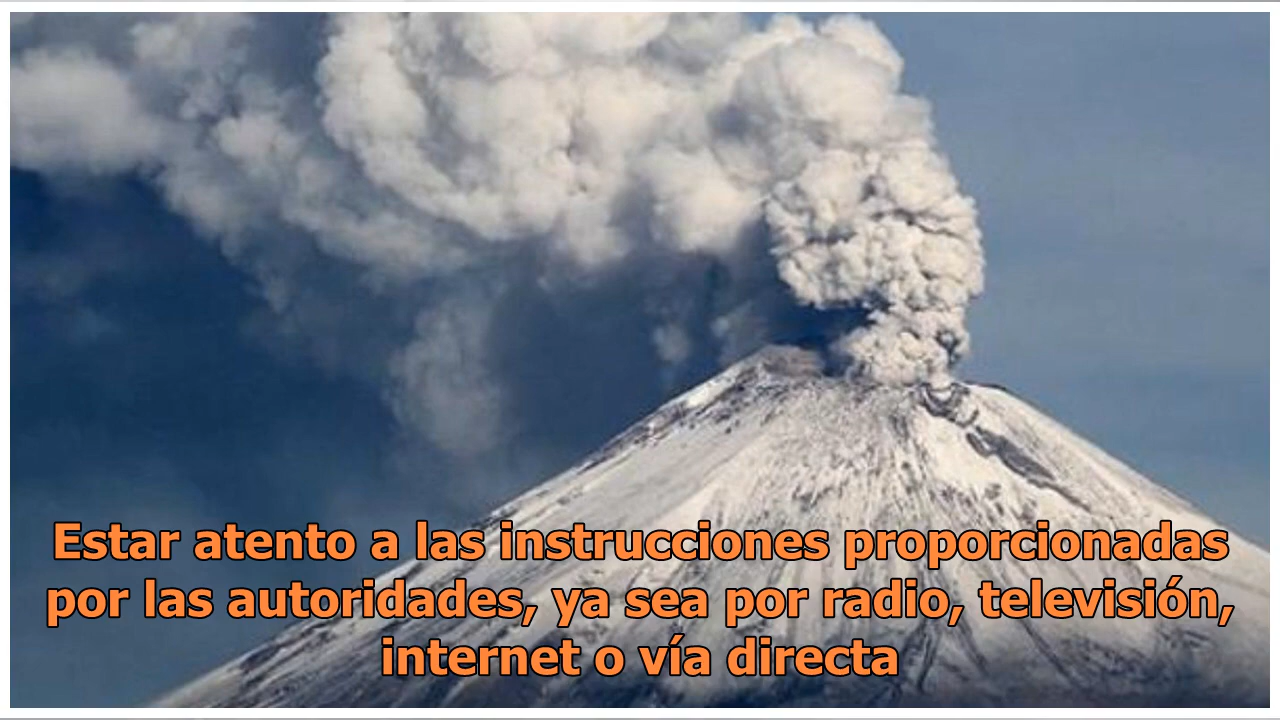 Estar atento a las instrucciones proporcionadas
por las autoridades, ya sea por radio, televisión,
internet o vía directa